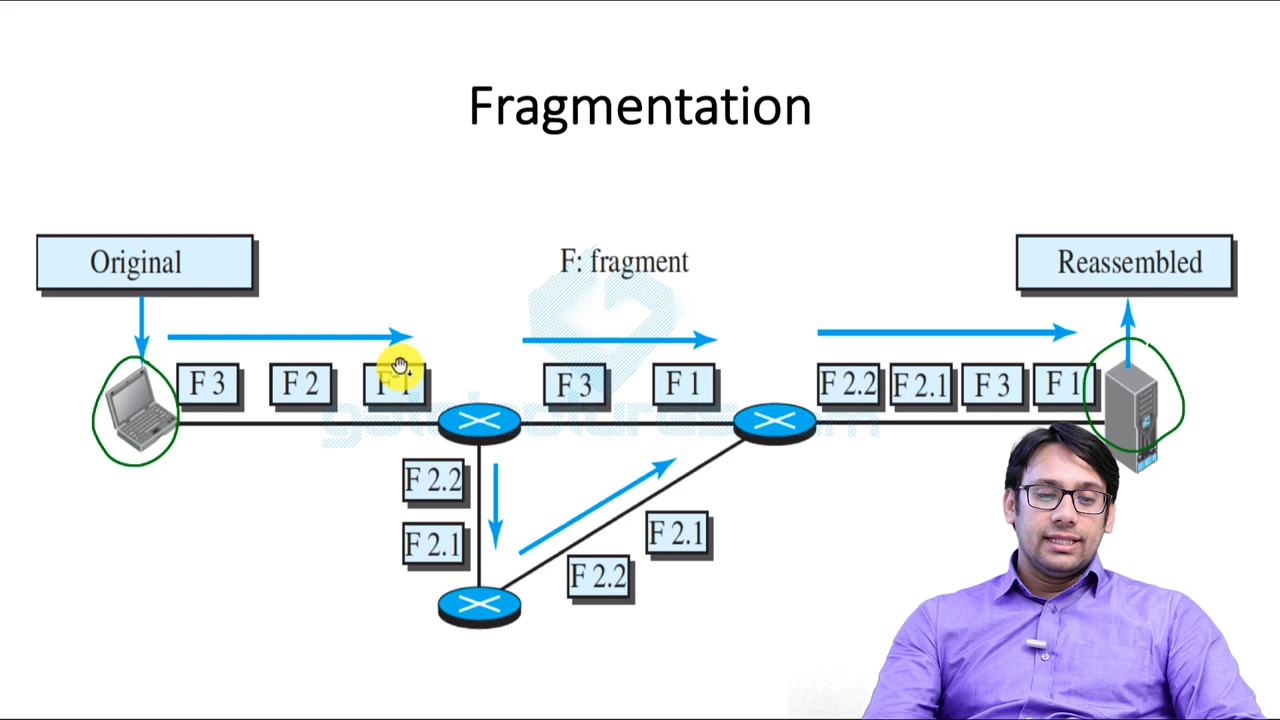 Fragmentation
Original
F: fragment
Reassembled
F 3
F 2
F 1
F 3
F 1
F 2.2
F 2.1
F 3
F 1
F 2.2
F 2.1
F 2.1
F 2.2